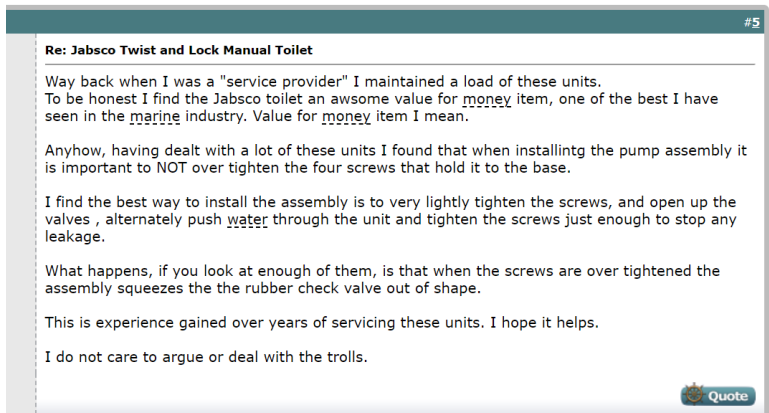 #5
Re: Jabsco Twist and Lock Manual Toilet
Way back when I was a "service provider" I maintained a load of these units.
To be honest I find the Jabsco toilet an awsome value for money item, one of the best I have
seen in the marine industry. Value for money item I mean.
Anyhow, having dealt with a lot of these units I found that when installintg the pump assembly it
is important to NOT over tighten the four screws that hold it to the base.
I find the best way to install the assembly is to very lightly tighten the screws, and open up the
valves , alternately push water through the unit and tighten the screws just enough to stop any
leakage.
What happens, if you look at enough of them, is that when the screws are over tightened the
assembly squeezes the the rubber check valve out of shape.
This is experience gained over years of servicing these units. I hope it helps.
I do not care to argue or deal with the trolls.
Quote